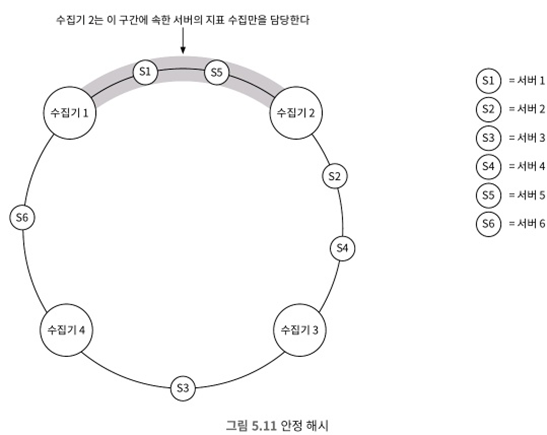 수집기 2는 이 구간에 속한 서버의 지표 수집만을 담당한다
S1
S5
수집기 1
수집기 2
S2
S6
S4
수집기 4
수집기 3
S3
S1 = 서버 1
S2 = 서버 2
S3 = 서버 3
S4 = 서버 4
S5 = 서버 5
S6 = 서버 6
그림 5.11 안정 해시